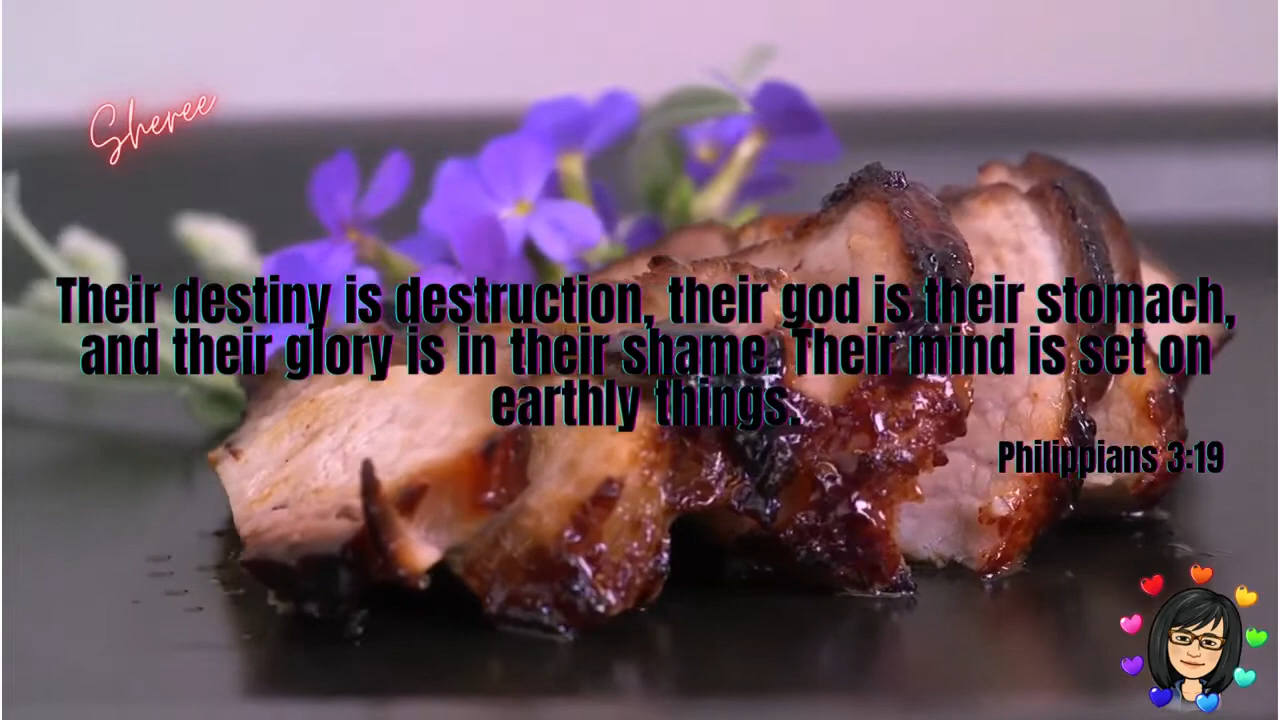 Sheree
Their destiny is destruction, their god is their stomach,
and their glory is in their shame. Their mind is set on
earthly things.
Philippians 3:19